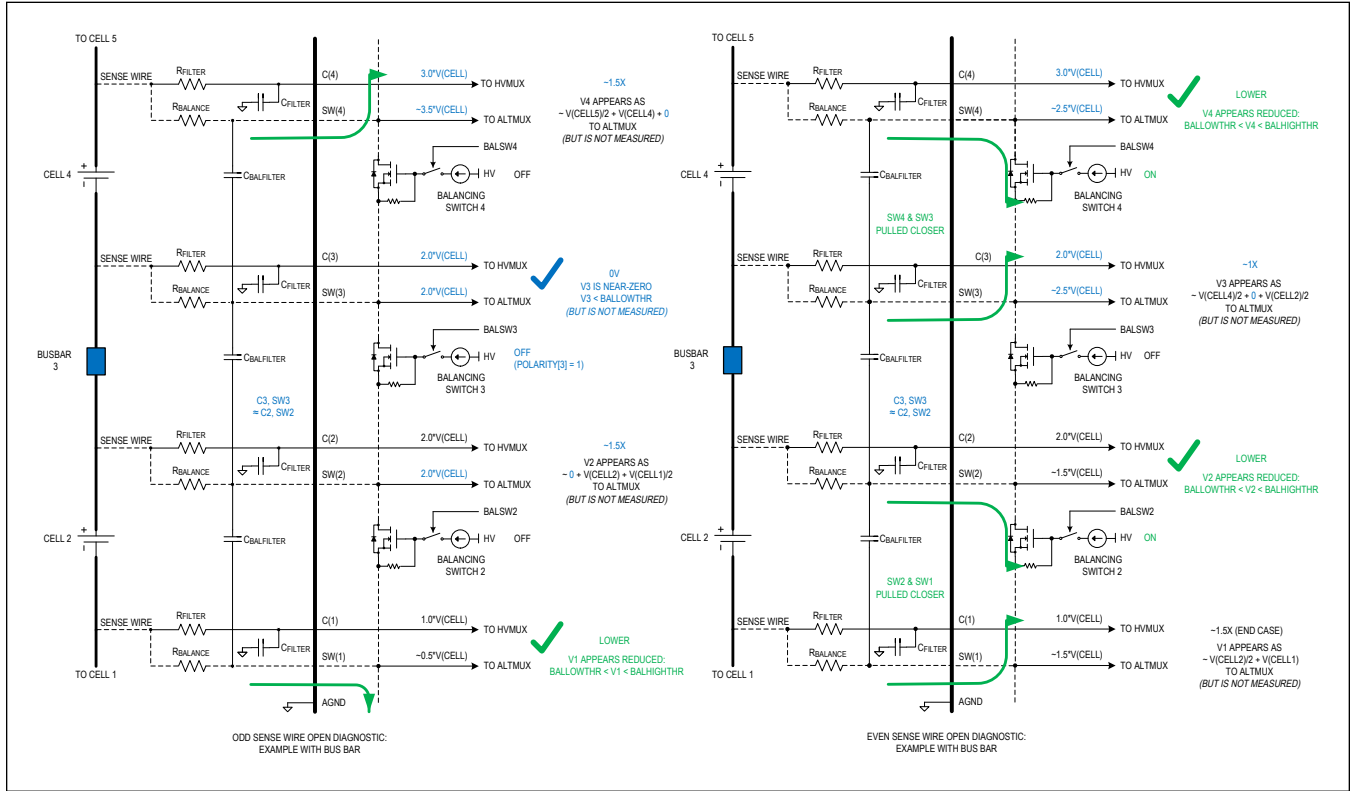 TO CELL 5
SENSE WIRE
RFILTER
C(4)
3.0*V(CELL)
TO HVMUX
CFILTER
RBALANCE
SW(4)
~3.5*V(CELL)
TO ALTMUX
~1.5X
V4 APPEARS AS
~ V(CELL5)/2 + V(CELL4) + 0
TO ALTMUX
(BUT IS NOT MEASURED)
BALSW4
CELL 4
+
-
CBALFILTER
HV
OFF
BALANCING
SWITCH 4
SENSE WIRE
RFILTER
C(3)
2.0*V(CELL)
TO HVMUX
CFILTER
RBALANCE
SW(3)
2.0*V(CELL)
TO ALTMUX
0V
V3 IS NEAR-ZERO
V3 < BALLOWTHR
(BUT IS NOT MEASURED)
BALSW3
BUSBAR
3
CBALFILTER
HV
OFF
(POLARITY[3] = 1)
BALANCING
SWITCH 3
C3, SW3
≈ C2, SW2
SENSE WIRE
RFILTER
C(2)
2.0*V(CELL)
TO HVMUX
CFILTER
RBALANCE
SW(2)
2.0*V(CELL)
TO ALTMUX
~1.5X
V2 APPEARS AS
~ 0 + V(CELL2) + V(CELL1)/2
TO ALTMUX
(BUT IS NOT MEASURED)
BALSW2
CELL 2
+
-
CBALFILTER
HV
OFF
BALANCING
SWITCH 2
SENSE WIRE
RFILTER
C(1)
1.0*V(CELL)
TO HVMUX
CFILTER
RBALANCE
SW(1)
~0.5*V(CELL)
TO ALTMUX
LOWER
V1 APPEARS REDUCED:
BALLOWTHR < V1 < BALHIGHTHR
TO CELL 1
AGND
ODD SENSE WIRE OPEN DIAGNOSTIC:
EXAMPLE WITH BUS BAR
TO CELL 5
SENSE WIRE
RFILTER
C(4)
3.0*V(CELL)
TO HVMUX
CFILTER
RBALANCE
SW(4)
~2.5*V(CELL)
TO ALTMUX
LOWER
V4 APPEARS REDUCED:
BALLOWTHR < V4 < BALHIGHTHR
BALSW4
CELL 4
+
-
CBALFILTER
HV
ON
BALANCING
SWITCH 4
SW4 & SW3
PULLED CLOSER
SENSE WIRE
RFILTER
C(3)
2.0*V(CELL)
TO HVMUX
CFILTER
RBALANCE
SW(3)
~2.5*V(CELL)
TO ALTMUX
~1X
V3 APPEARS AS
~ V(CELL4)/2 + 0 + V(CELL2)/2
TO ALTMUX
(BUT IS NOT MEASURED)
BALSW3
BUSBAR
3
CBALFILTER
HV
OFF
BALANCING
SWITCH 3
C3, SW3
≈ C2, SW2
SENSE WIRE
RFILTER
C(2)
2.0*V(CELL)
TO HVMUX
CFILTER
RBALANCE
SW(2)
~1.5*V(CELL)
TO ALTMUX
LOWER
V2 APPEARS REDUCED:
BALLOWTHR < V2 < BALHIGHTHR
BALSW2
CELL 2
+
-
CBALFILTER
HV
ON
BALANCING
SWITCH 2
SW2 & SW1
PULLED CLOSER
SENSE WIRE
RFILTER
C(1)
1.0*V(CELL)
TO HVMUX
CFILTER
RBALANCE
SW(1)
~1.5*V(CELL)
TO ALTMUX
~1.5X (END CASE)
V1 APPEARS AS
~ V(CELL2)/2 + V(CELL1)
TO ALTMUX
(BUT IS NOT MEASURED)
TO CELL 1
AGND
EVEN SENSE WIRE OPEN DIAGNOSTIC:
EXAMPLE WITH BUS BAR